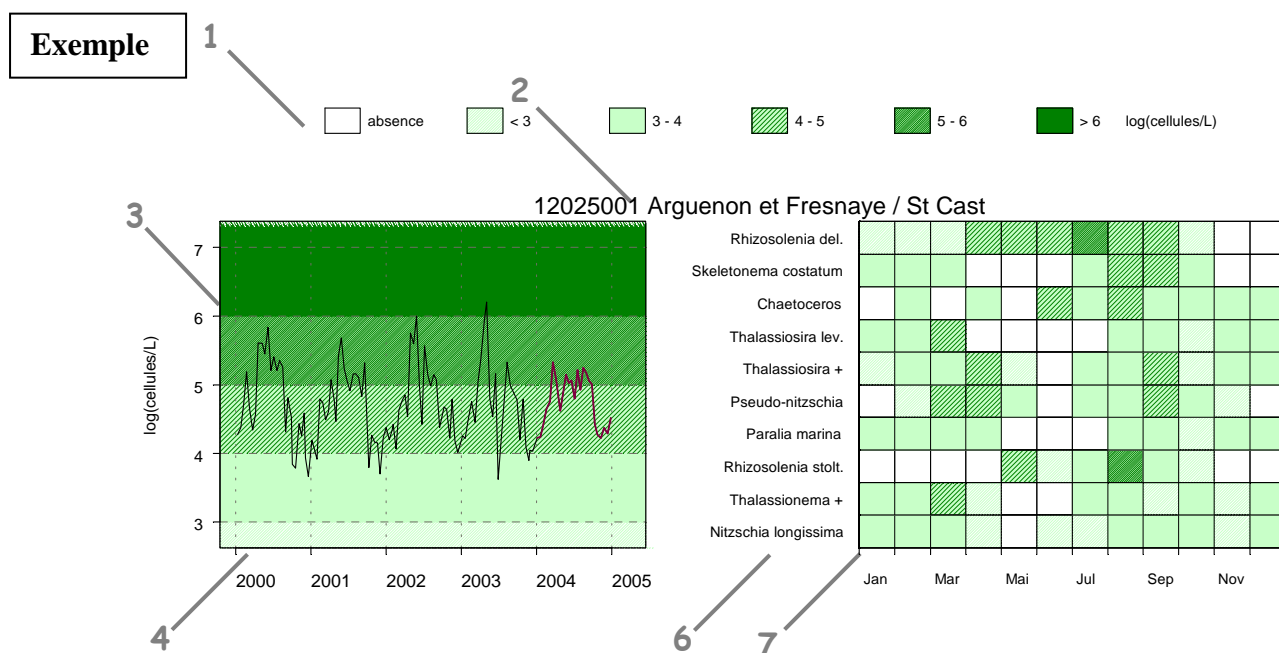 Exemple
1
2
absence
< 3
3 - 4
4 - 5
5 - 6
> 6 log(cellules/L)
12025001 Arguenon et Fresnaye / St Cast
3
log(cellules/L)
7
6
5
4
3
2000 2001 2002 2003 2004 2005
4
Rhizosolenia del.
Skeletonema costatum
Chaetoceros
Thalassiosira lev.
Thalassiosira +
Pseudo-nitzschia
Paralia marina
Rhizosolenia stolt.
Thalassionema +
Nitzschia longissima
Jan Mar Mai Jul Sep Nov
6
7